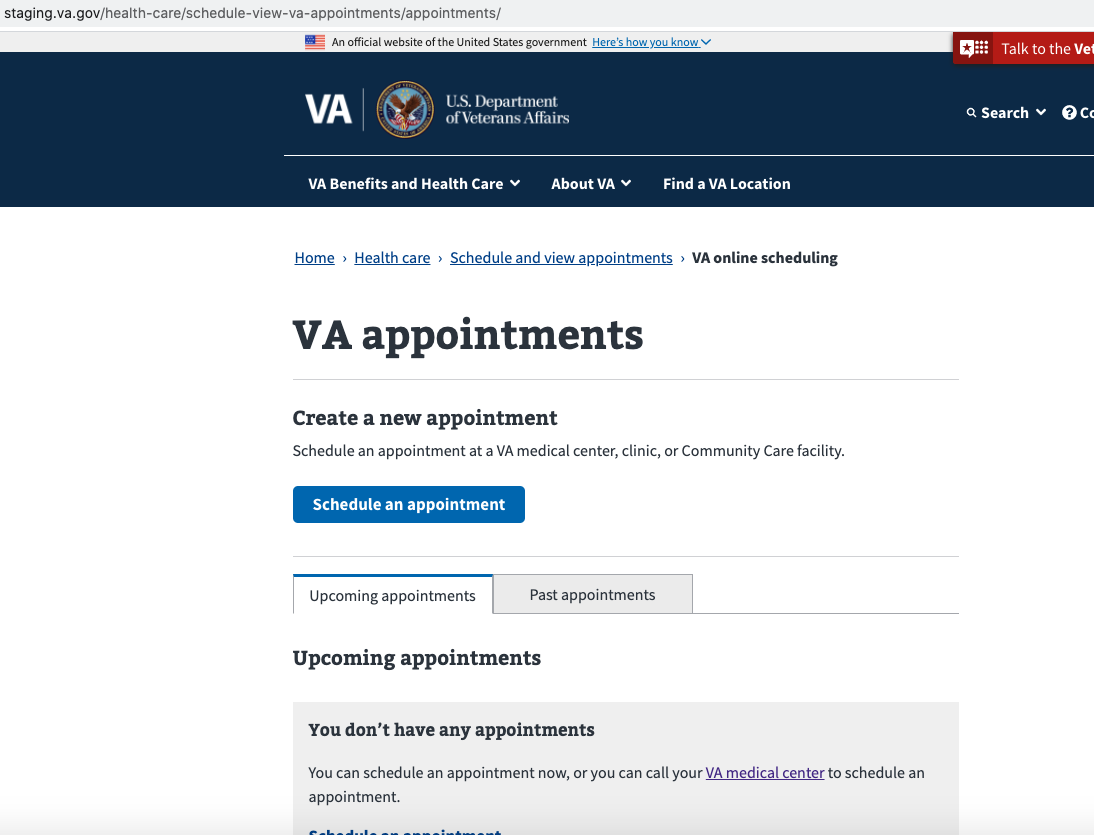 staging.va.gov/health-care/schedule-view-va-appointments/appointments/
An official website of the United States government Here's how you know
Talk to the Vet
VA
U.S. Department
of Veterans Affairs
Search
Co
VA Benefits and Health Care
About VA
Find a VA Location
Home › Health care › Schedule and view appointments › VA online scheduling
VA appointments
Create a new appointment
Schedule an appointment at a VA medical center, clinic, or Community Care facility.
Schedule an appointment
Upcoming appointments
Past appointments
Upcoming appointments
You don’t have any appointments
You can schedule an appointment now, or you can call your VA medical center to schedule an
appointment.
Schedule an appointment